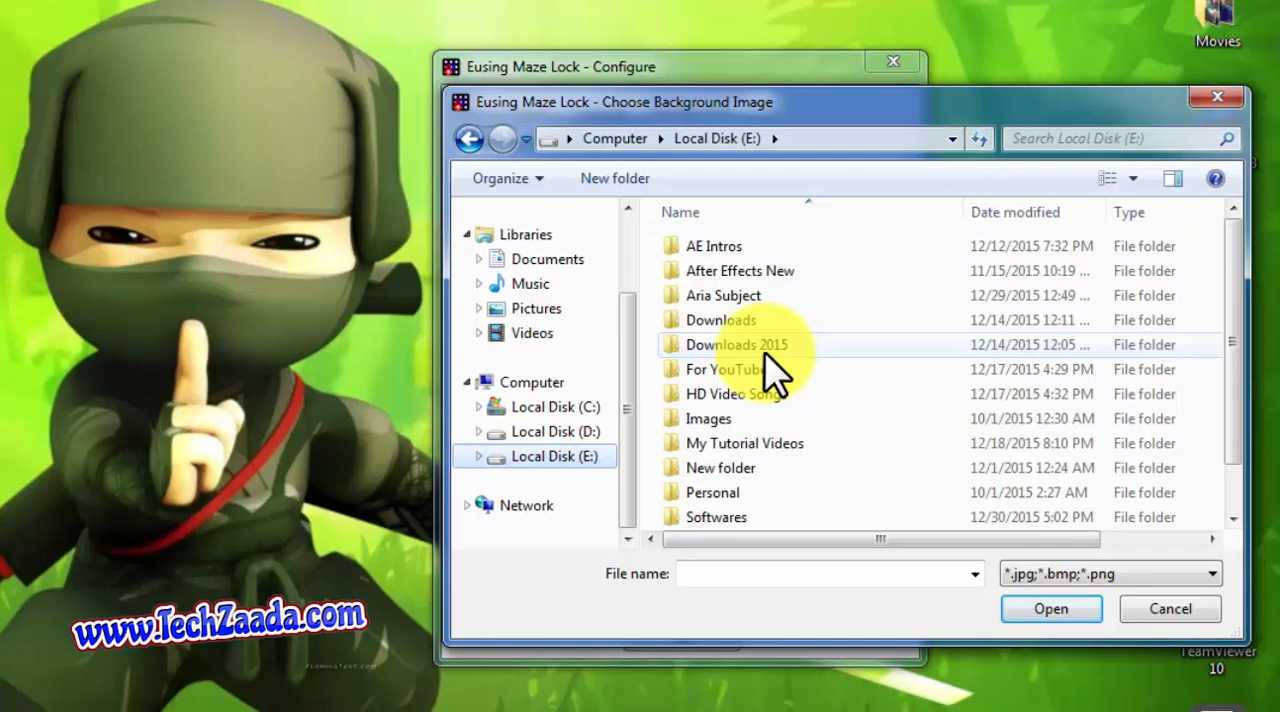 Movies
Eusing Maze Lock - Configure
Eusing Maze Lock - Choose Background Image
Computer Local Disk (E:)
Search Local Disk (E:)
Organize New folder
Name Date modified Type
Libraries
Documents
Music
Pictures
Videos
Computer
Local Disk (C:)
Local Disk (D:)
Local Disk (E:)
Network
AE Intros 12/12/2015 7:32 PM File folder
After Effects New 11/15/2015 10:19 ... File folder
Aria Subject 12/29/2015 12:49 ... File folder
Downloads 12/14/2015 12:11 ... File folder
Downloads 2015 12/14/2015 12:05 ... File folder
For YouTube 12/17/2015 4:29 PM File folder
HD Video Songs 12/17/2015 4:32 PM File folder
Images 10/1/2015 12:30 AM File folder
My Tutorial Videos 12/18/2015 8:10 PM File folder
New folder 12/1/2015 12:24 AM File folder
Personal 10/1/2015 2:27 AM File folder
Softwares 12/30/2015 5:02 PM File folder
File name: *.jpg;*.bmp;*.png
Open Cancel
www.TechZaada.com
TeamViewer
10